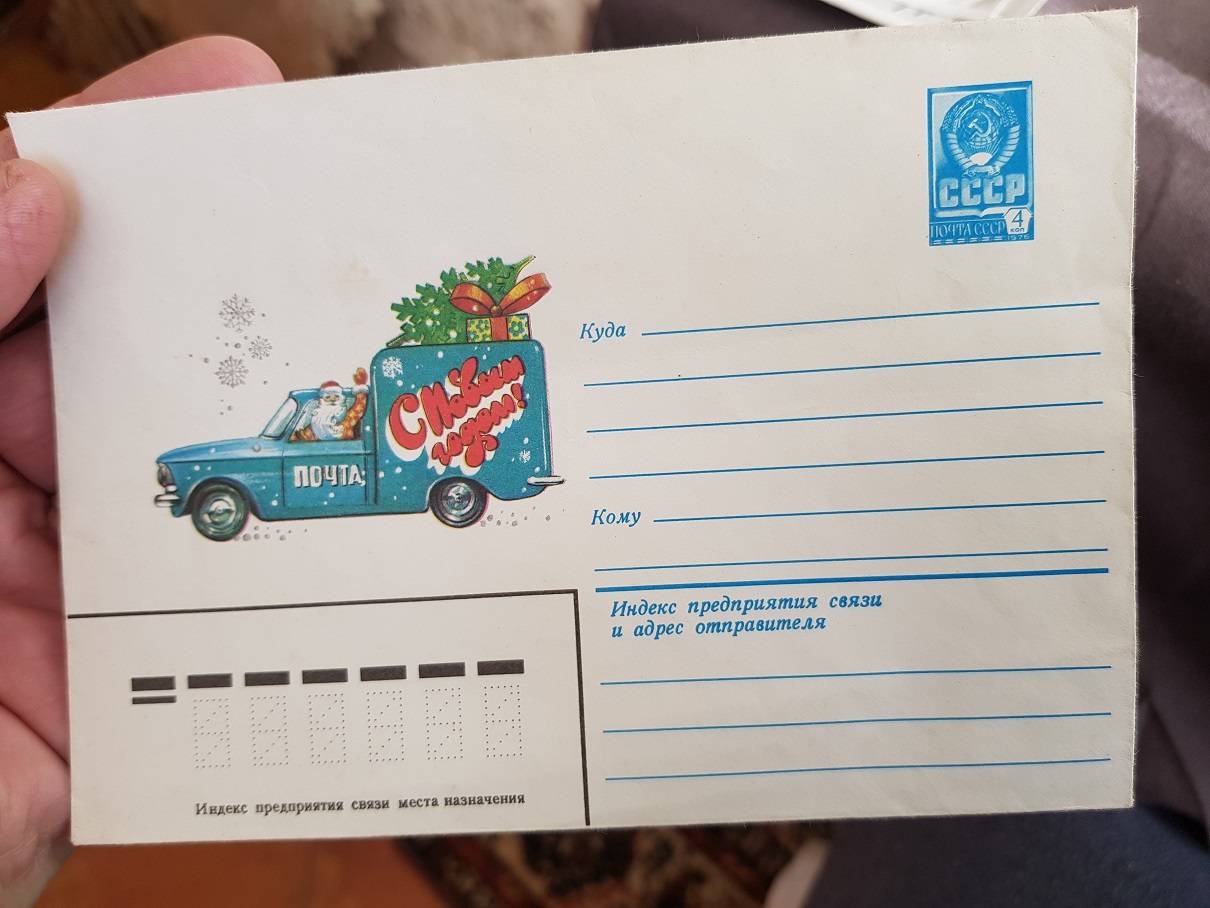 СССР
ПОЧТА СССР
4
КОП
1976
Куда
С Новым
годом!
ПОЧТА
Кому
Индекс предприятия связи
и адрес отправителя
Индекс предприятия связи места назначения